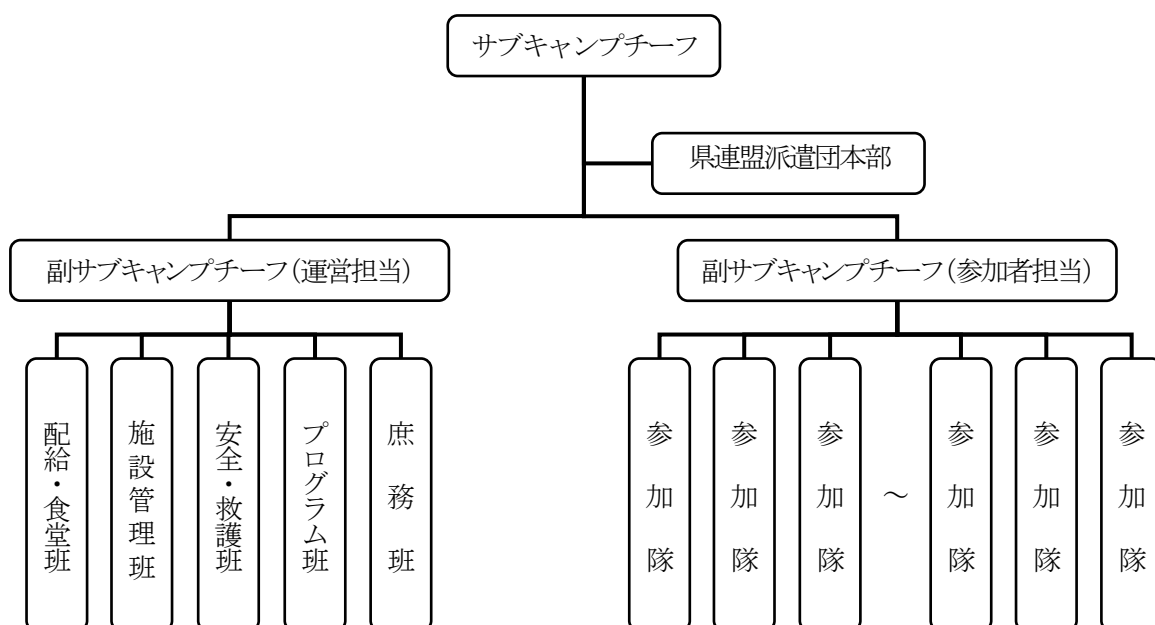 サブキャンプチーフ
県連盟派遣団本部
副サブキャンプチーフ(運営担当)
副サブキャンプチーフ(参加者担当)
配給・食堂班
施設管理班
安全・救護班
プログラム班
庶務班
参加隊
参加隊
参加隊
～
参加隊
参加隊
参加隊